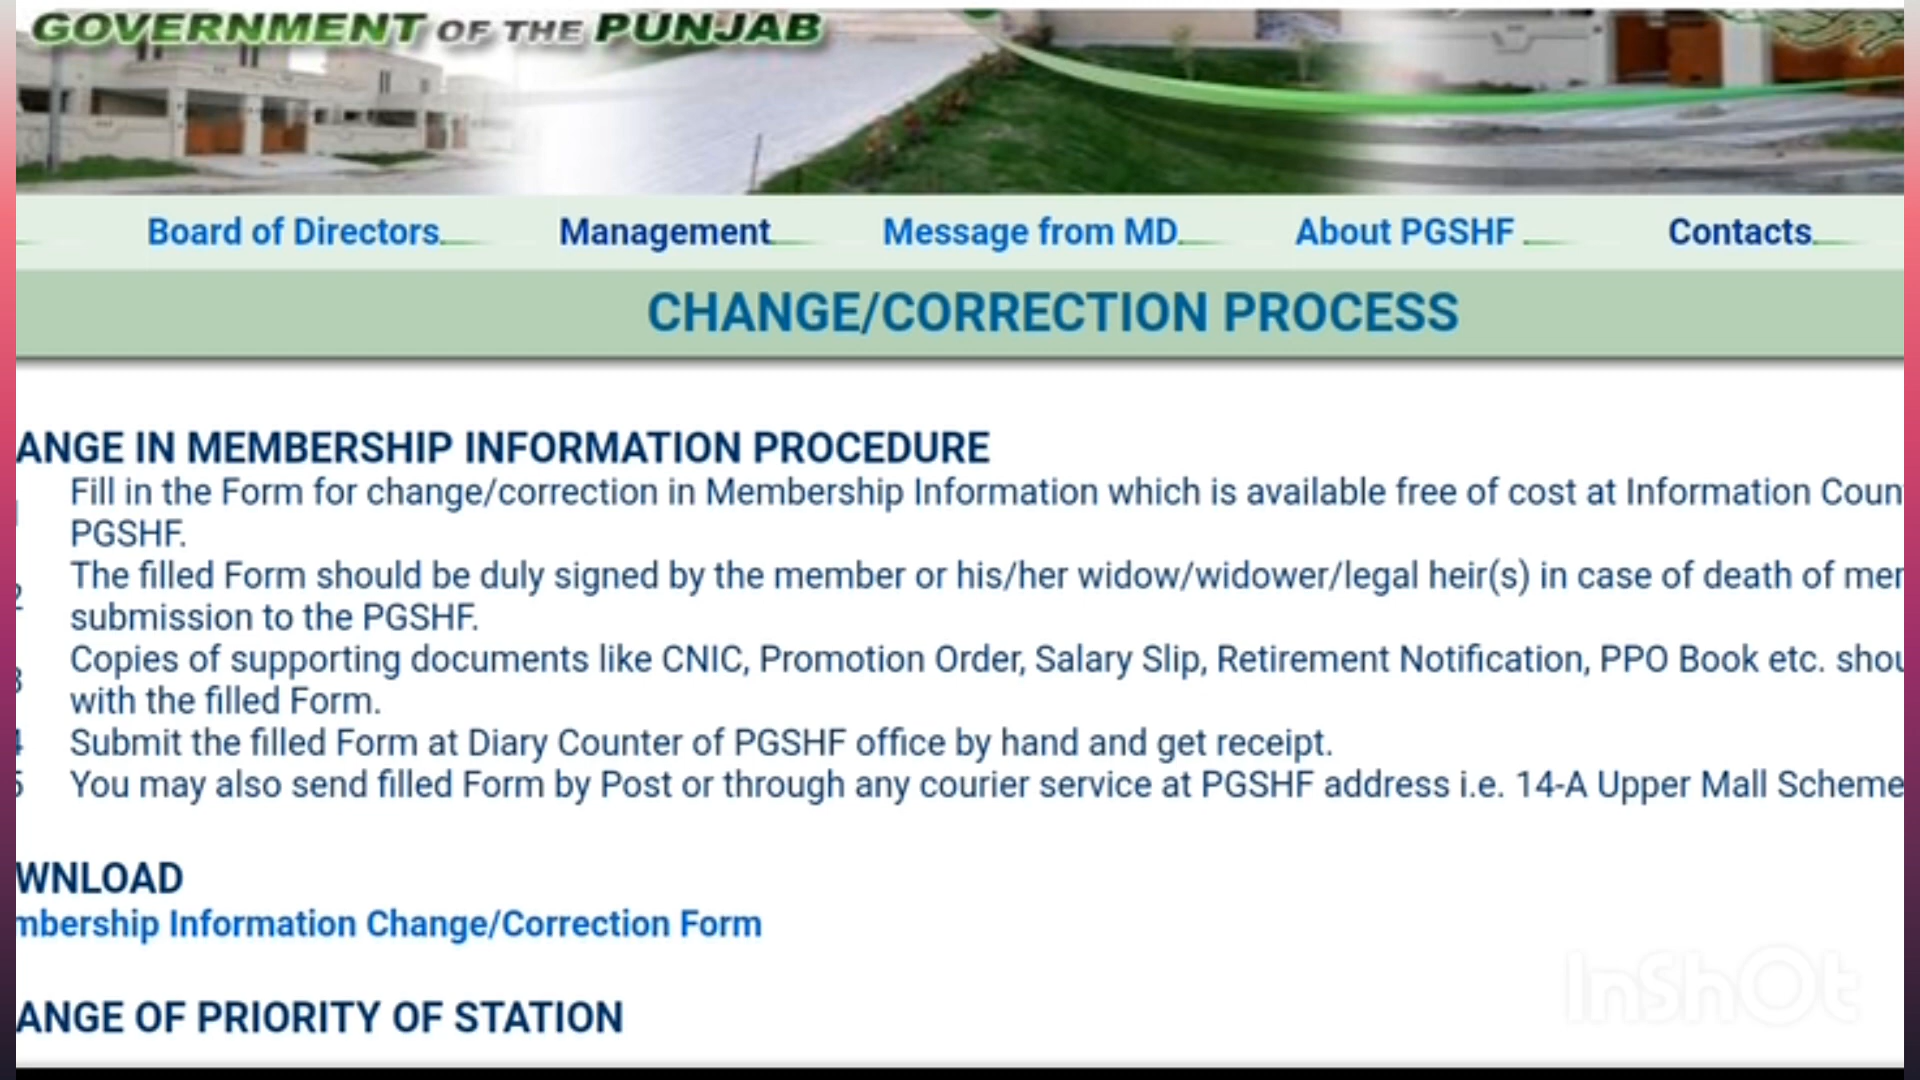 GOVERNMENT OF THE PUNJAB
Board of Directors Management Message from MD About PGSHF Contacts
CHANGE/CORRECTION PROCESS
ANGE IN MEMBERSHIP INFORMATION PROCEDURE
Fill in the Form for change/correction in Membership Information which is available free of cost at Information Coun
PGSHF.
2 The filled Form should be duly signed by the member or his/her widow/widower/legal heir(s) in case of death of mem
submission to the PGSHF.
3 Copies of supporting documents like CNIC, Promotion Order, Salary Slip, Retirement Notification, PPO Book etc. shou
with the filled Form.
4 Submit the filled Form at Diary Counter of PGSHF office by hand and get receipt.
5 You may also send filled Form by Post or through any courier service at PGSHF address i.e. 14-A Upper Mall Scheme
WNLOAD
mbership Information Change/Correction Form
ANGE OF PRIORITY OF STATION
InShOt